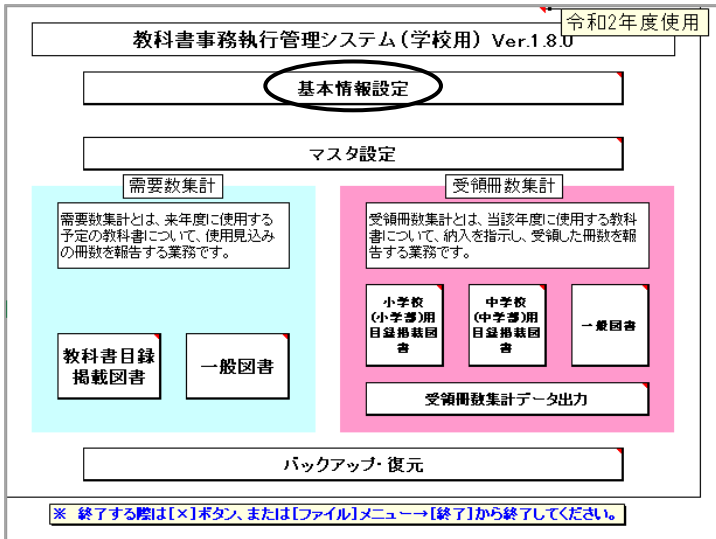 令和2年度使用
教科書事務執行管理システム(学校用) Ver.1.8.0
基本情報設定
マスタ設定
需要数集計
需要数集計とは、来年度に使用する
予定の教科書について、使用見込み
の冊数を報告する業務です。
教科書目録
掲載図書
一般図書
受領冊数集計
受領冊数集計とは、当該年度に使用する教科
書について、納入を指示し、受領した冊数を報
告する業務です。
小学校
(小学部)用
目録掲載図
書
中学校
(中学部)用
目録掲載図
書
一般図書
受領冊数集計データ出力
バックアップ・復元
※ 終了する際は[×]ボタン、または[ファイル]メニュー→[終了]から終了してください。